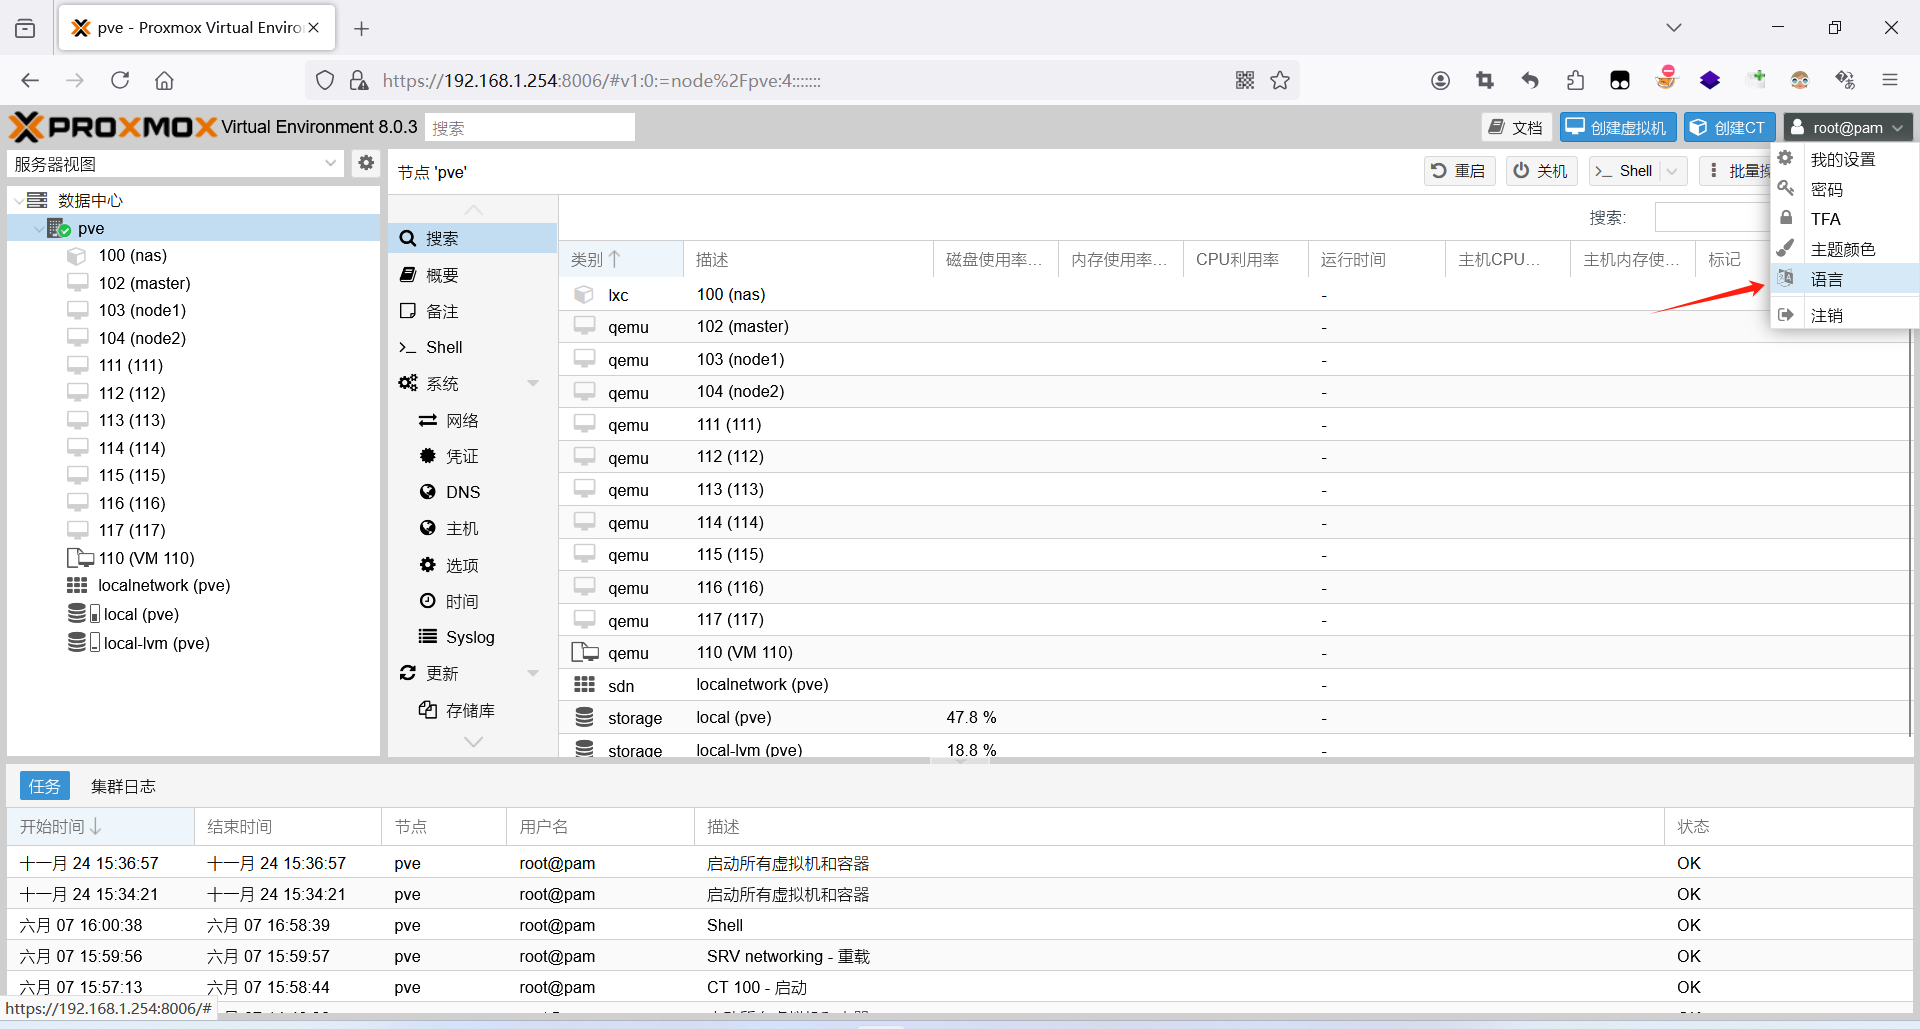 pve - Proxmox Virtual Enviro
https://192.168.1.254:8006/#v1:0:=node%2Fpve:4:::::::
PROXMOX Virtual Environment 8.0.3 搜索 文档 创建虚拟机 创建CT root@pam
服务器视图
数据中心
pve
100 (nas)
102 (master)
103 (node1)
104 (node2)
111 (111)
112 (112)
113 (113)
114 (114)
115 (115)
116 (116)
117 (117)
110 (VM 110)
localnetwork (pve)
local (pve)
local-lvm (pve)
节点 'pve' 重启 关机 Shell 批量操
搜索
概要
备注
Shell
系统
网络
凭证
DNS
主机
选项
时间
Syslog
更新
存储库
搜索:
类别 描述 磁盘使用率... 内存使用率... CPU利用率 运行时间 主机CPU... 主机内存使... 标记
lxc 100 (nas) -
qemu 102 (master) -
qemu 103 (node1) -
qemu 104 (node2) -
qemu 111 (111) -
qemu 112 (112) -
qemu 113 (113) -
qemu 114 (114) -
qemu 115 (115) -
qemu 116 (116) -
qemu 117 (117) -
qemu 110 (VM 110) -
sdn localnetwork (pve) -
storage local (pve) 47.8 % -
storage local-lvm (pve) 18.8 % -
我的设置
密码
TFA
主题颜色
语言
注销
任务 集群日志
开始时间 结束时间 节点 用户名 描述 状态
十一月 24 15:36:57 十一月 24 15:36:57 pve root@pam 启动所有虚拟机和容器 OK
十一月 24 15:34:21 十一月 24 15:34:21 pve root@pam 启动所有虚拟机和容器 OK
六月 07 16:00:38 六月 07 16:58:39 pve root@pam Shell OK
六月 07 15:59:56 六月 07 15:59:57 pve root@pam SRV networking - 重载 OK
六月 07 15:57:13 六月 07 15:58:44 pve root@pam CT 100 - 启动 OK
https://192.168.1.254:8006/#